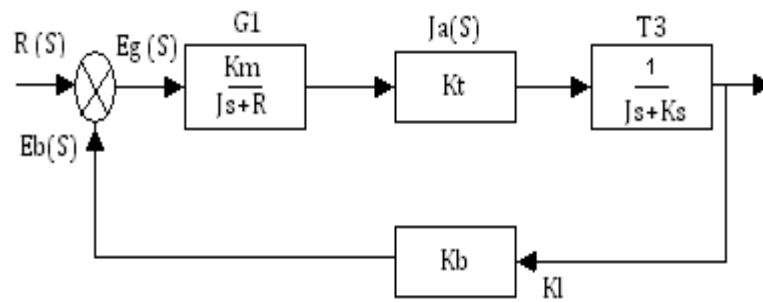 G1
Ja(S)
T3
R (S)
Eg (S)
Km
Js+R
Kt
1
Js+Ks
Eb(S)
Kb
Kl